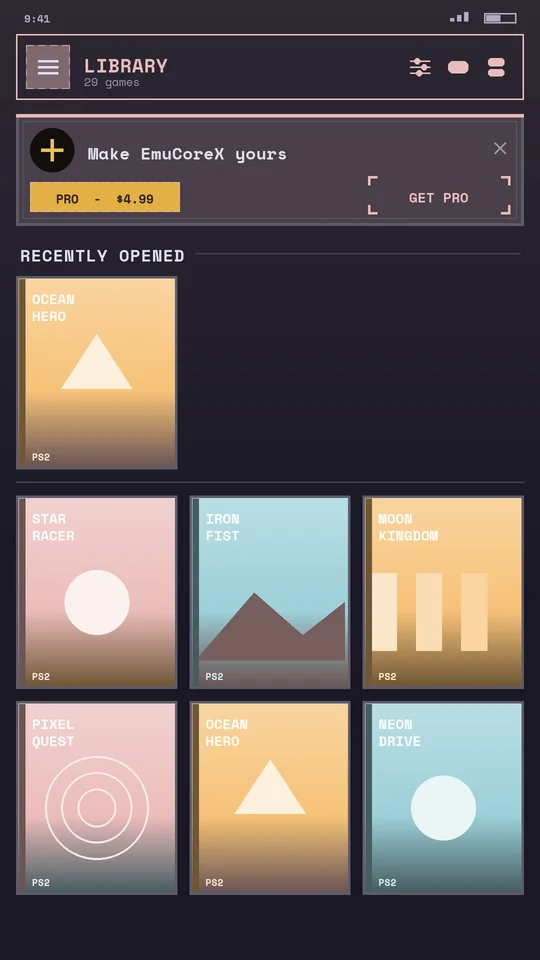 9:41
LIBRARY
29 games
Make EmuCoreX yours
PRO - $4.99
GET PRO
RECENTLY OPENED
OCEAN
HERO
PS2
STAR
RACER
PS2
IRON
FIST
PS2
MOON
KINGDOM
PS2
PIXEL
QUEST
PS2
OCEAN
HERO
PS2
NEON
DRIVE
PS2